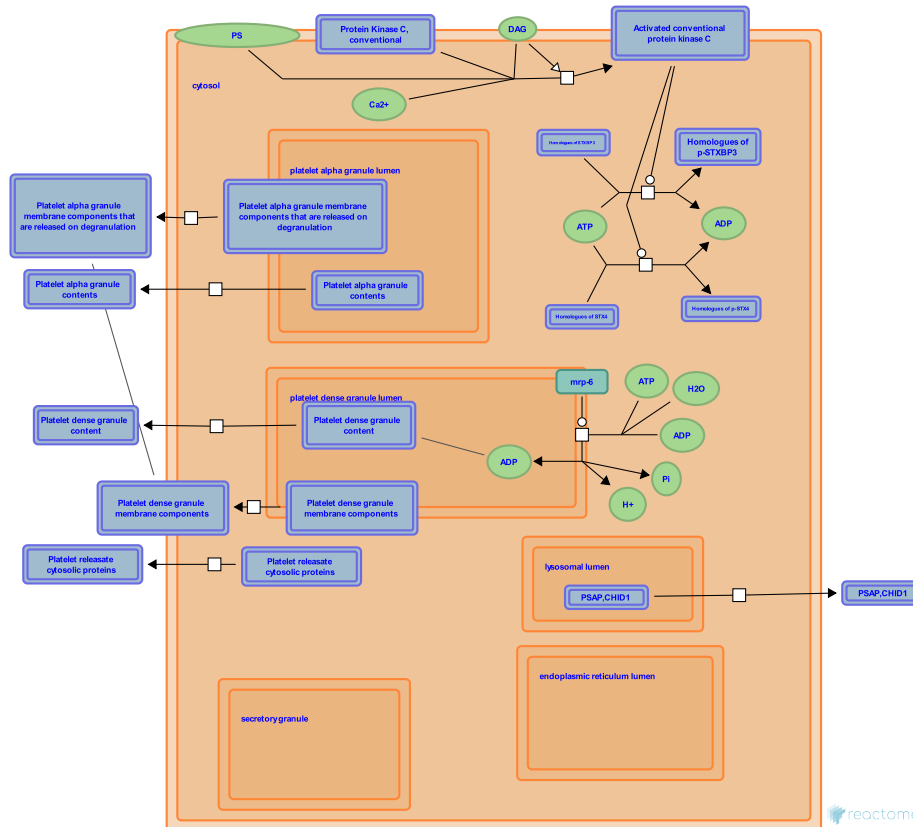 PS
Protein Kinase C,
conventional
DAG
Activated conventional
protein kinase C
cytosol
Ca2+
Homologues of STXBP3
Homologues of
p-STXBP3
platelet alpha granule lumen
Platelet alpha granule
membrane components that
are released on degranulation
Platelet alpha granule membrane
components that are released on
degranulation
ATP
ADP
Platelet alpha granule
contents
Platelet alpha granule
contents
Homologues of STX4
Homologues of p-STX4
mrp-6
ATP
H2O
platelet dense granule lumen
Platelet dense granule
content
Platelet dense granule
content
ADP
ADP
Pi
H+
Platelet dense granule
membrane components
Platelet dense granule
membrane components
Platelet releasate
cytosolic proteins
Platelet releasate
cytosolic proteins
lysosomal lumen
PSAP,CHID1
PSAP,CHID1
endoplasmic reticulum lumen
secretory granule
reactome